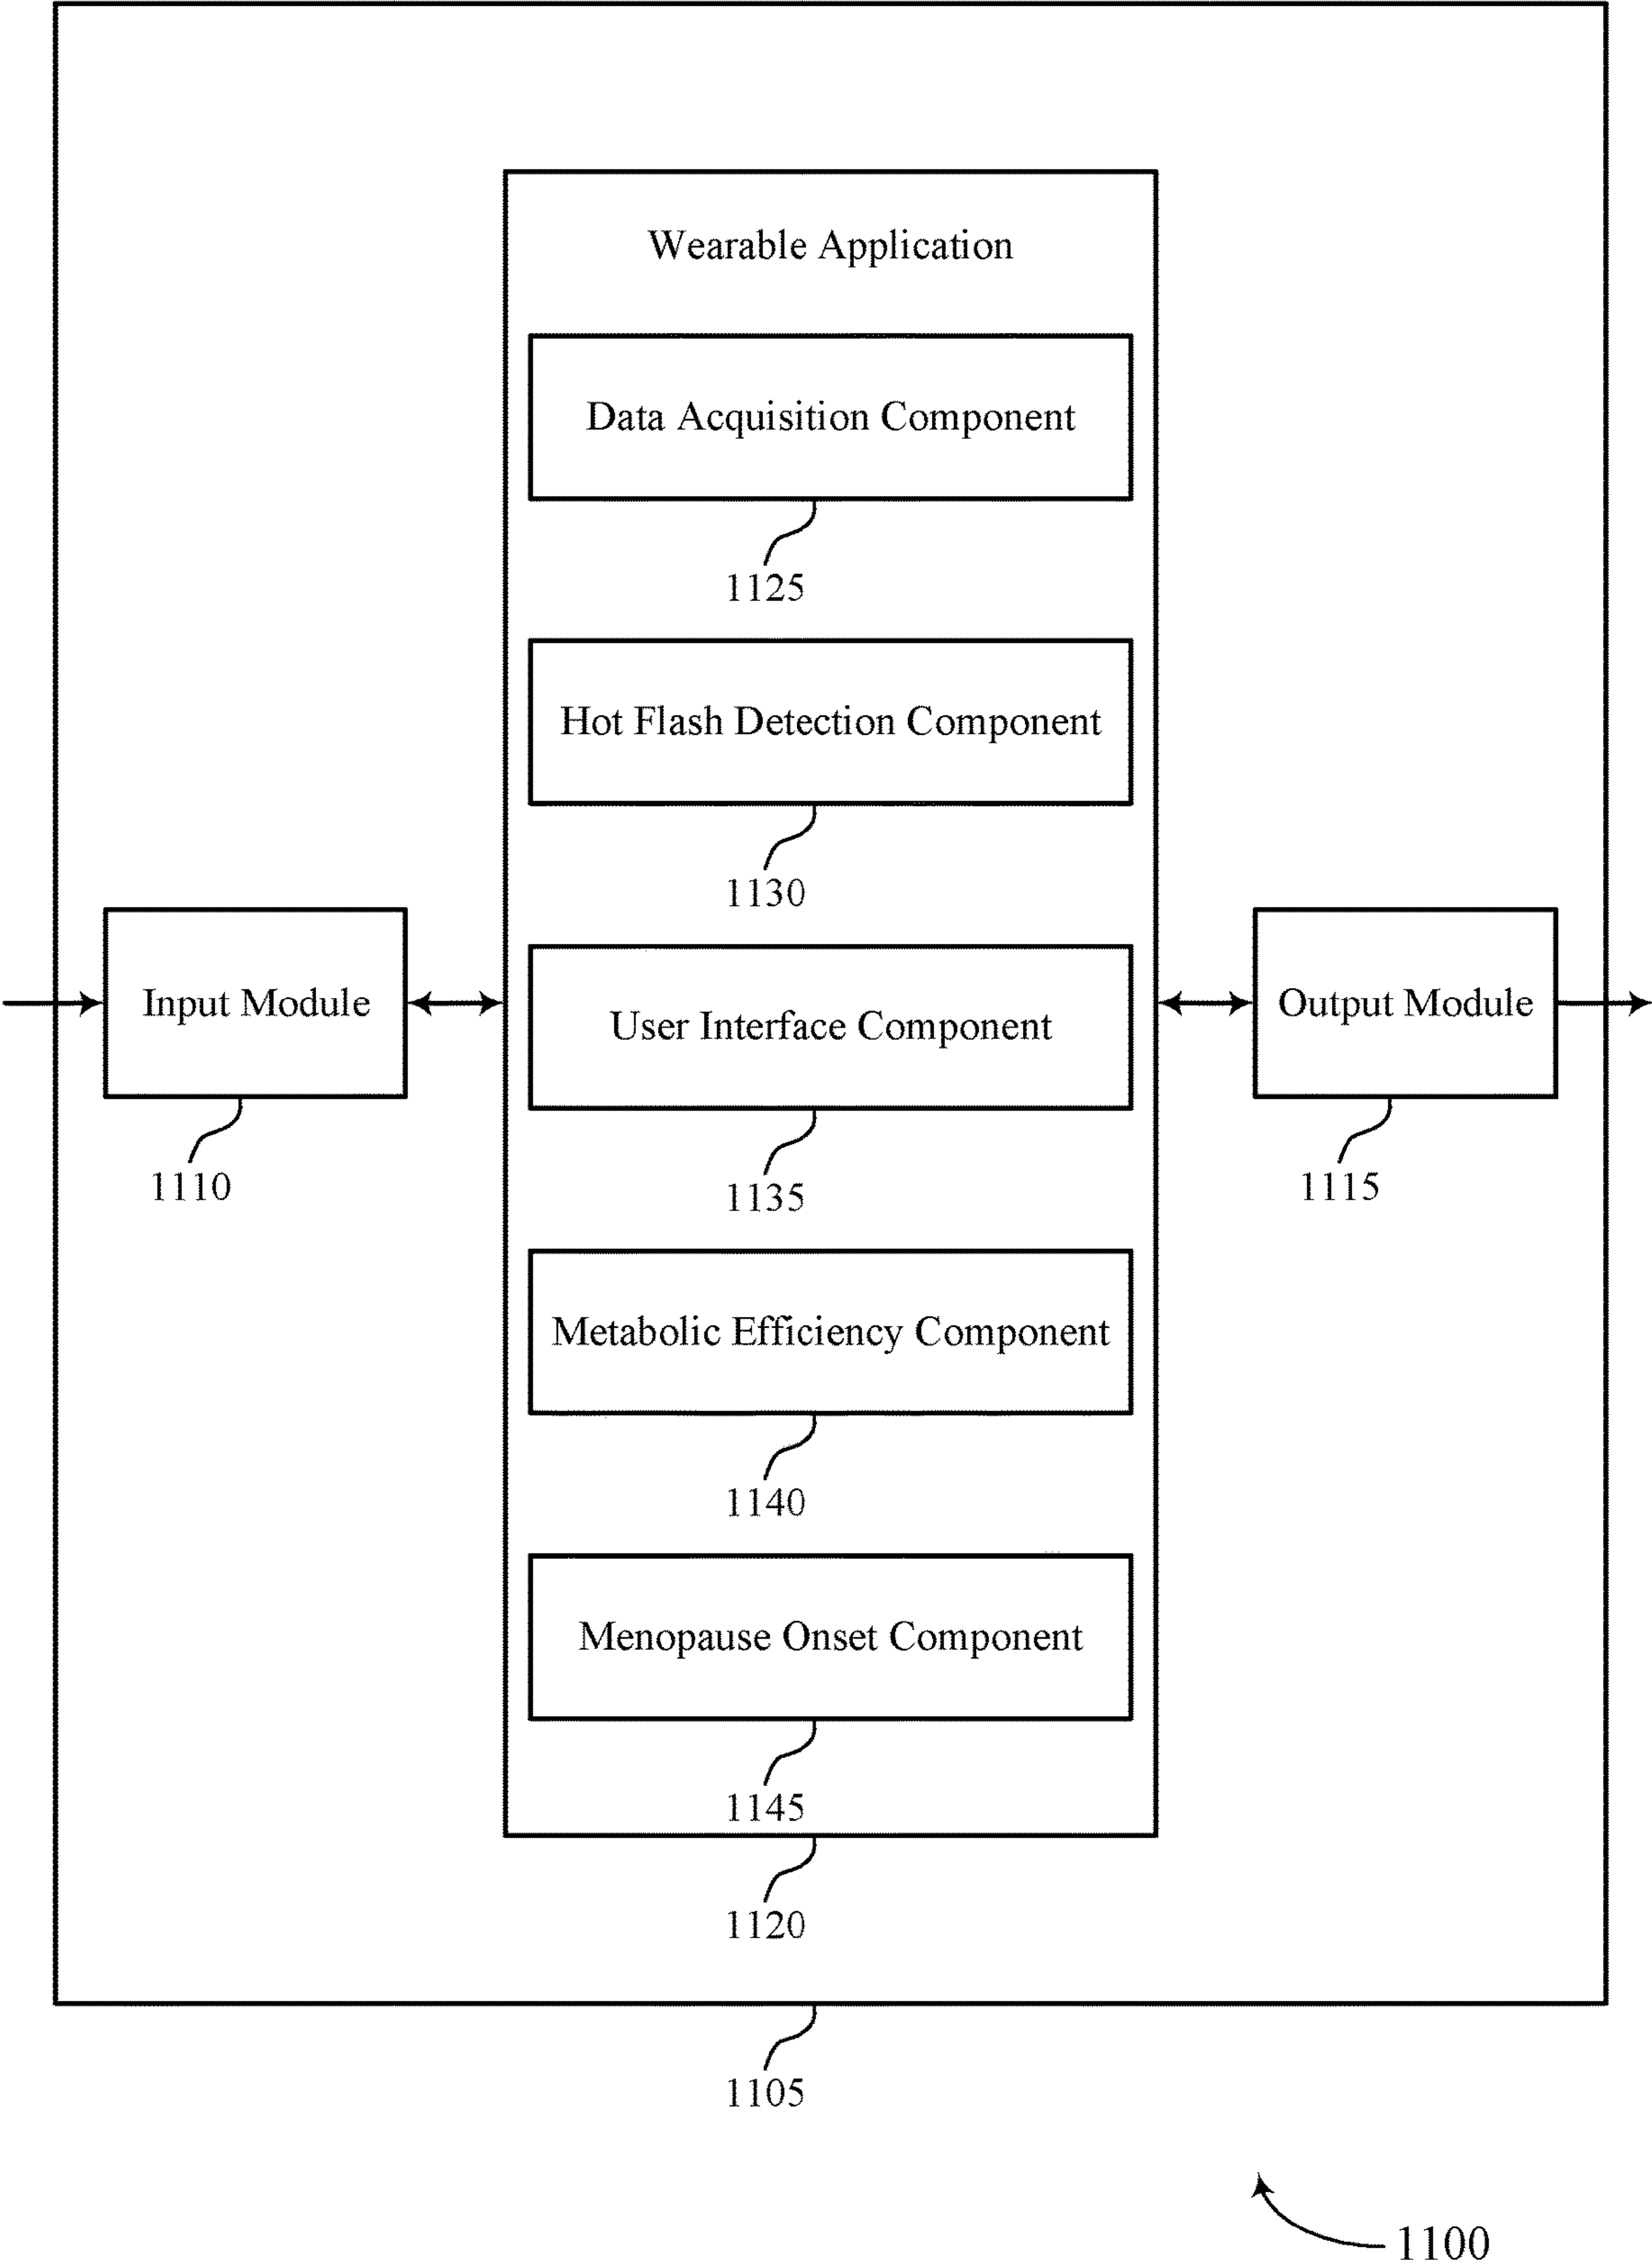 Wearable Application
Data Acquisition Component
1125
Hot Flash Detection Component
1130
Input Module
1110
User Interface Component
1135
Output Module
1115
Metabolic Efficiency Component
1140
Menopause Onset Component
1145
1120
1105
1100